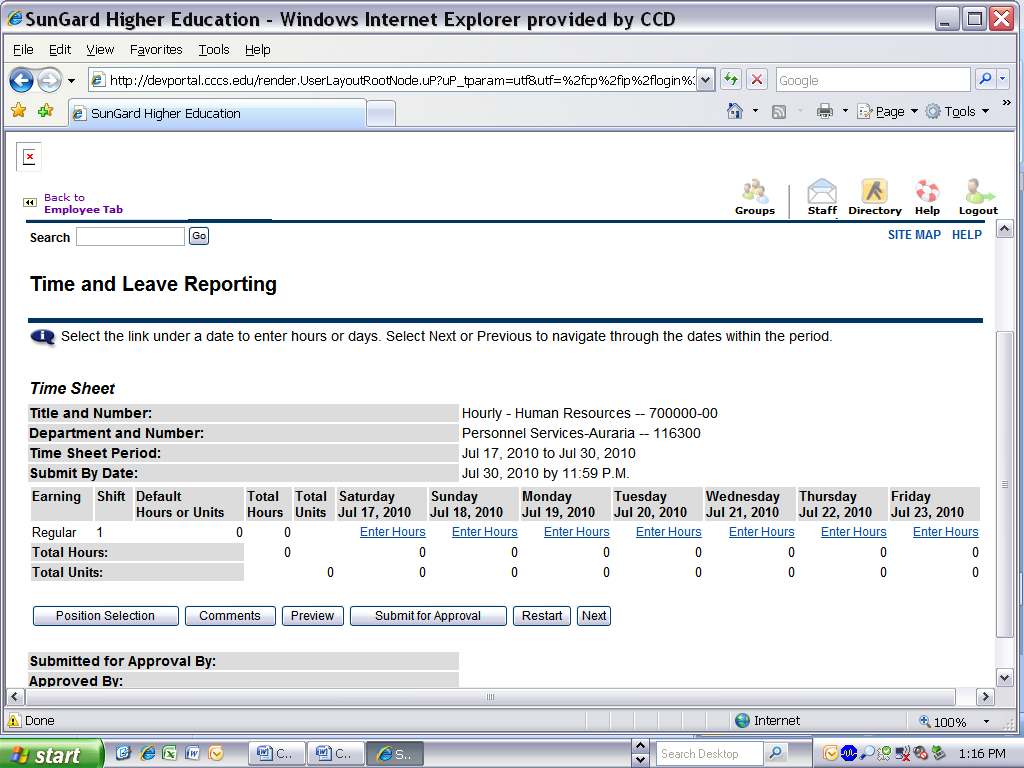 SunGard Higher Education - Windows Internet Explorer provided by CCD
File Edit View Favorites Tools Help
http://devportal.cccs.edu/render.UserLayoutRootNode.uP?uP_tparam=utf&utf=%2fcp%2fip%2flogin%
Google
SunGard Higher Education
Page Tools »
Back to
Employee Tab
Groups Staff Directory Help Logout
Search Go SITE MAP HELP
Time and Leave Reporting
Select the link under a date to enter hours or days. Select Next or Previous to navigate through the dates within the period.
Time Sheet
Title and Number: Hourly - Human Resources -- 700000-00
Department and Number: Personnel Services-Auraria -- 116300
Time Sheet Period: Jul 17, 2010 to Jul 30, 2010
Submit By Date: Jul 30, 2010 by 11:59 P.M.
Earning Shift Default Total Total Saturday Sunday Monday Tuesday Wednesday Thursday Friday
Hours or Units Hours Units Jul 17, 2010 Jul 18, 2010 Jul 19, 2010 Jul 20, 2010 Jul 21, 2010 Jul 22, 2010 Jul 23, 2010
Regular 1 0 0 Enter Hours Enter Hours Enter Hours Enter Hours Enter Hours Enter Hours Enter Hours
Total Hours: 0 0 0 0 0 0 0 0
Total Units: 0 0 0 0 0 0 0 0
Position Selection Comments Preview Submit for Approval Restart Next
Submitted for Approval By:
Approved By:
Done Internet 100%
start C.. C.. S.. Search Desktop 1:16 PM